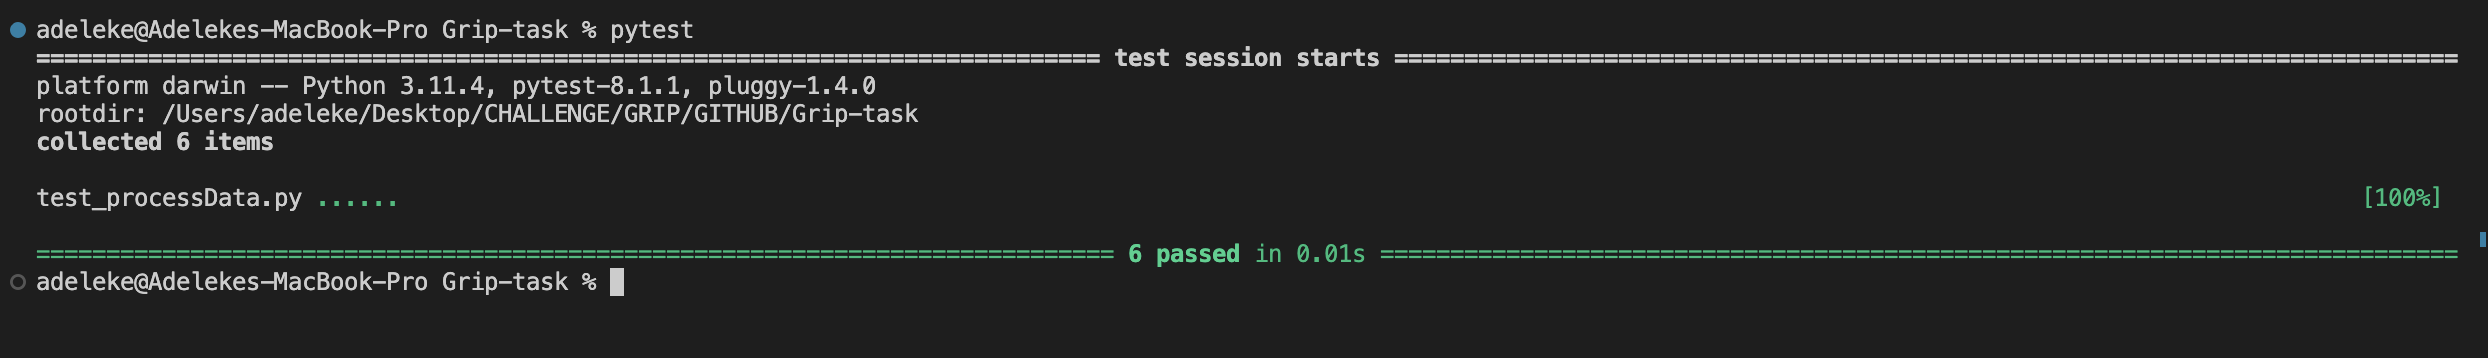 adeleke@Adelekes-MacBook-Pro Grip-task % pytest
============================================================================ test session starts ============================================================================
platform darwin -- Python 3.11.4, pytest-8.1.1, pluggy-1.4.0
rootdir: /Users/adeleke/Desktop/CHALLENGE/GRIP/GITHUB/Grip-task
collected 6 items
test_processData.py ...... [100%]
============================================================================= 6 passed in 0.01s =============================================================================
adeleke@Adelekes-MacBook-Pro Grip-task %